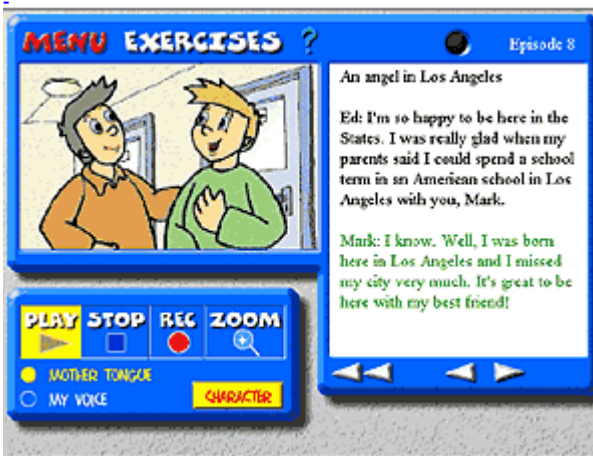 MENU EXERCISES ?
Episode 8
An angel in Los Angeles
Ed: I'm so happy to be here in the
States. I was really glad when my
parents said I could spend a school
term in an American school in Los
Angeles with you, Mark.
Mark: I know. Well, I was born
here in Los Angeles and I missed
my city very much. It's great to be
here with my best friend!
PLAY STOP REC ZOOM
MOTHER TONGUE
MY VOICE
CHARACTER